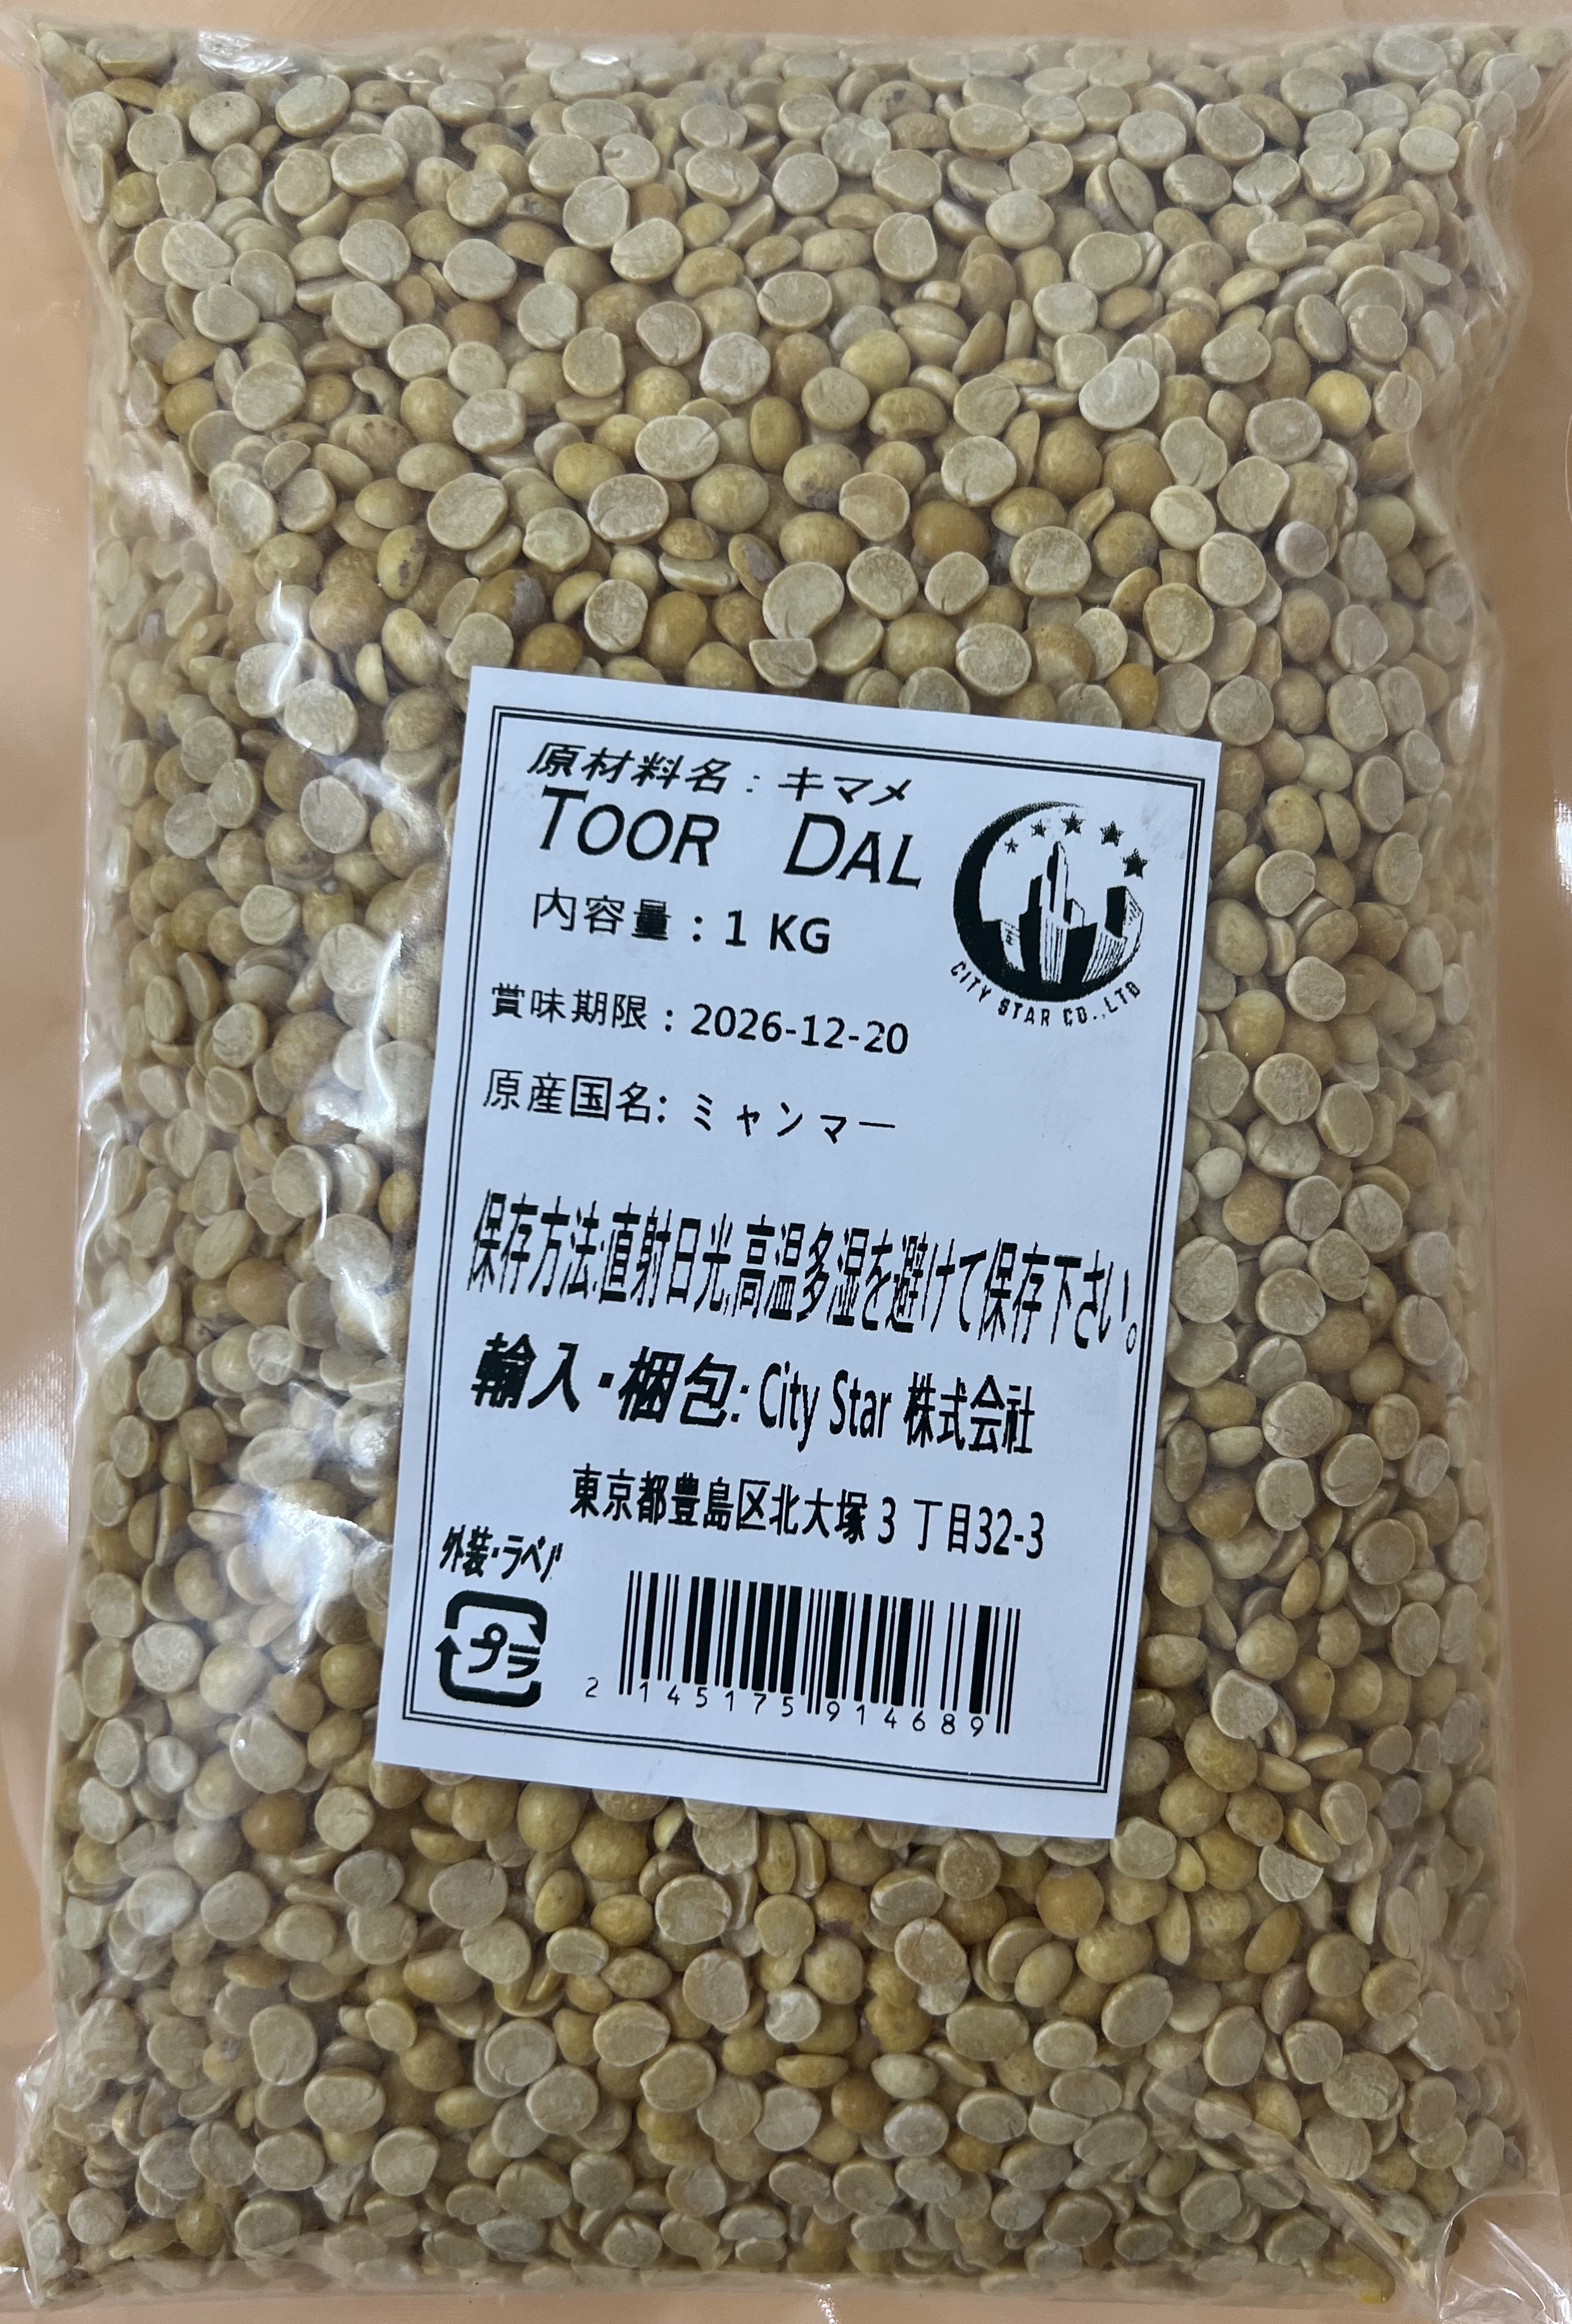 原材料名：キマメ
TOOR DAL
CITY STAR CO.,LTD
内容量：1 KG
賞味期限：2026-12-20
原産国名: ミャンマー
保存方法:直射日光,高温多湿を避けて保存下さい。
輸入・梱包: City Star 株式会社
東京都豊島区北大塚 3 丁目32-3
外装・ラベル
プラ
2 145175 914689